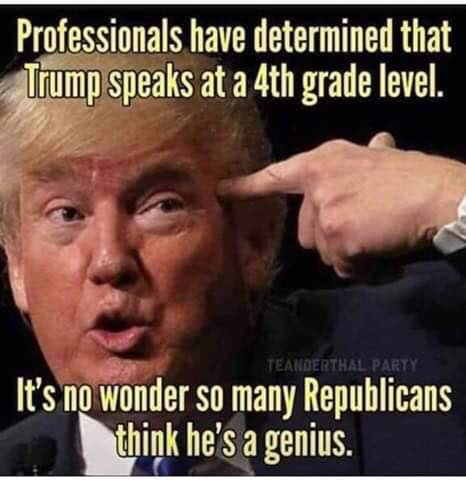 Professionals have determined that
Trump speaks at a 4th grade level.
TEANDERTHAL PARTY
It's no wonder so many Republicans
think he's a genius.